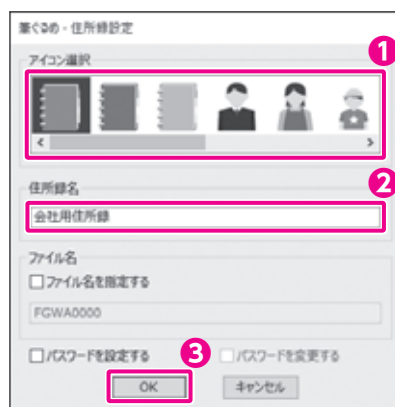 筆ぐるめ - 住所録設定
1
アイコン選択
2
住所録名
会社用住所録
ファイル名
ファイル名を指定する
FGWA0000
パスワードを設定する
3
パスワードを変更する
OK
キャンセル